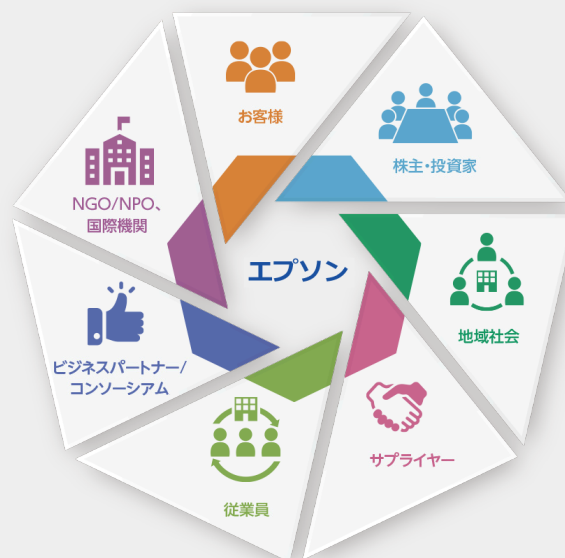 お客様
株主・投資家
地域社会
サプライヤー
従業員
ビジネスパートナー/
コンソーシアム
NGO/NPO、
国際機関
エプソン